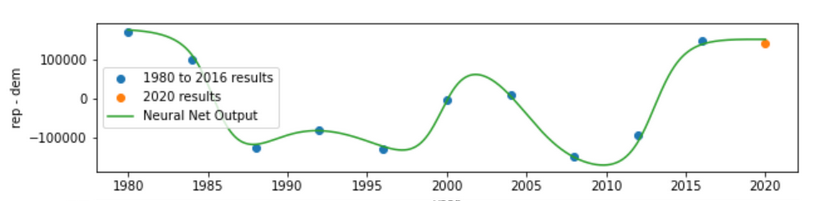 100000
0
−100000
rep - dem
1980 to 2016 results
2020 results
Neural Net Output
1980 1985 1990 1995 2000 2005 2010 2015 2020